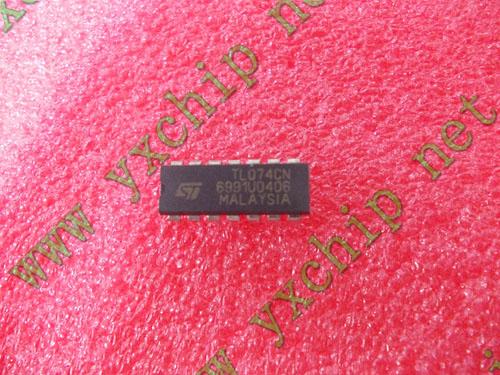 www yxchip net
TL074CN
6991U0406
MALAYSIA
www yxchip net